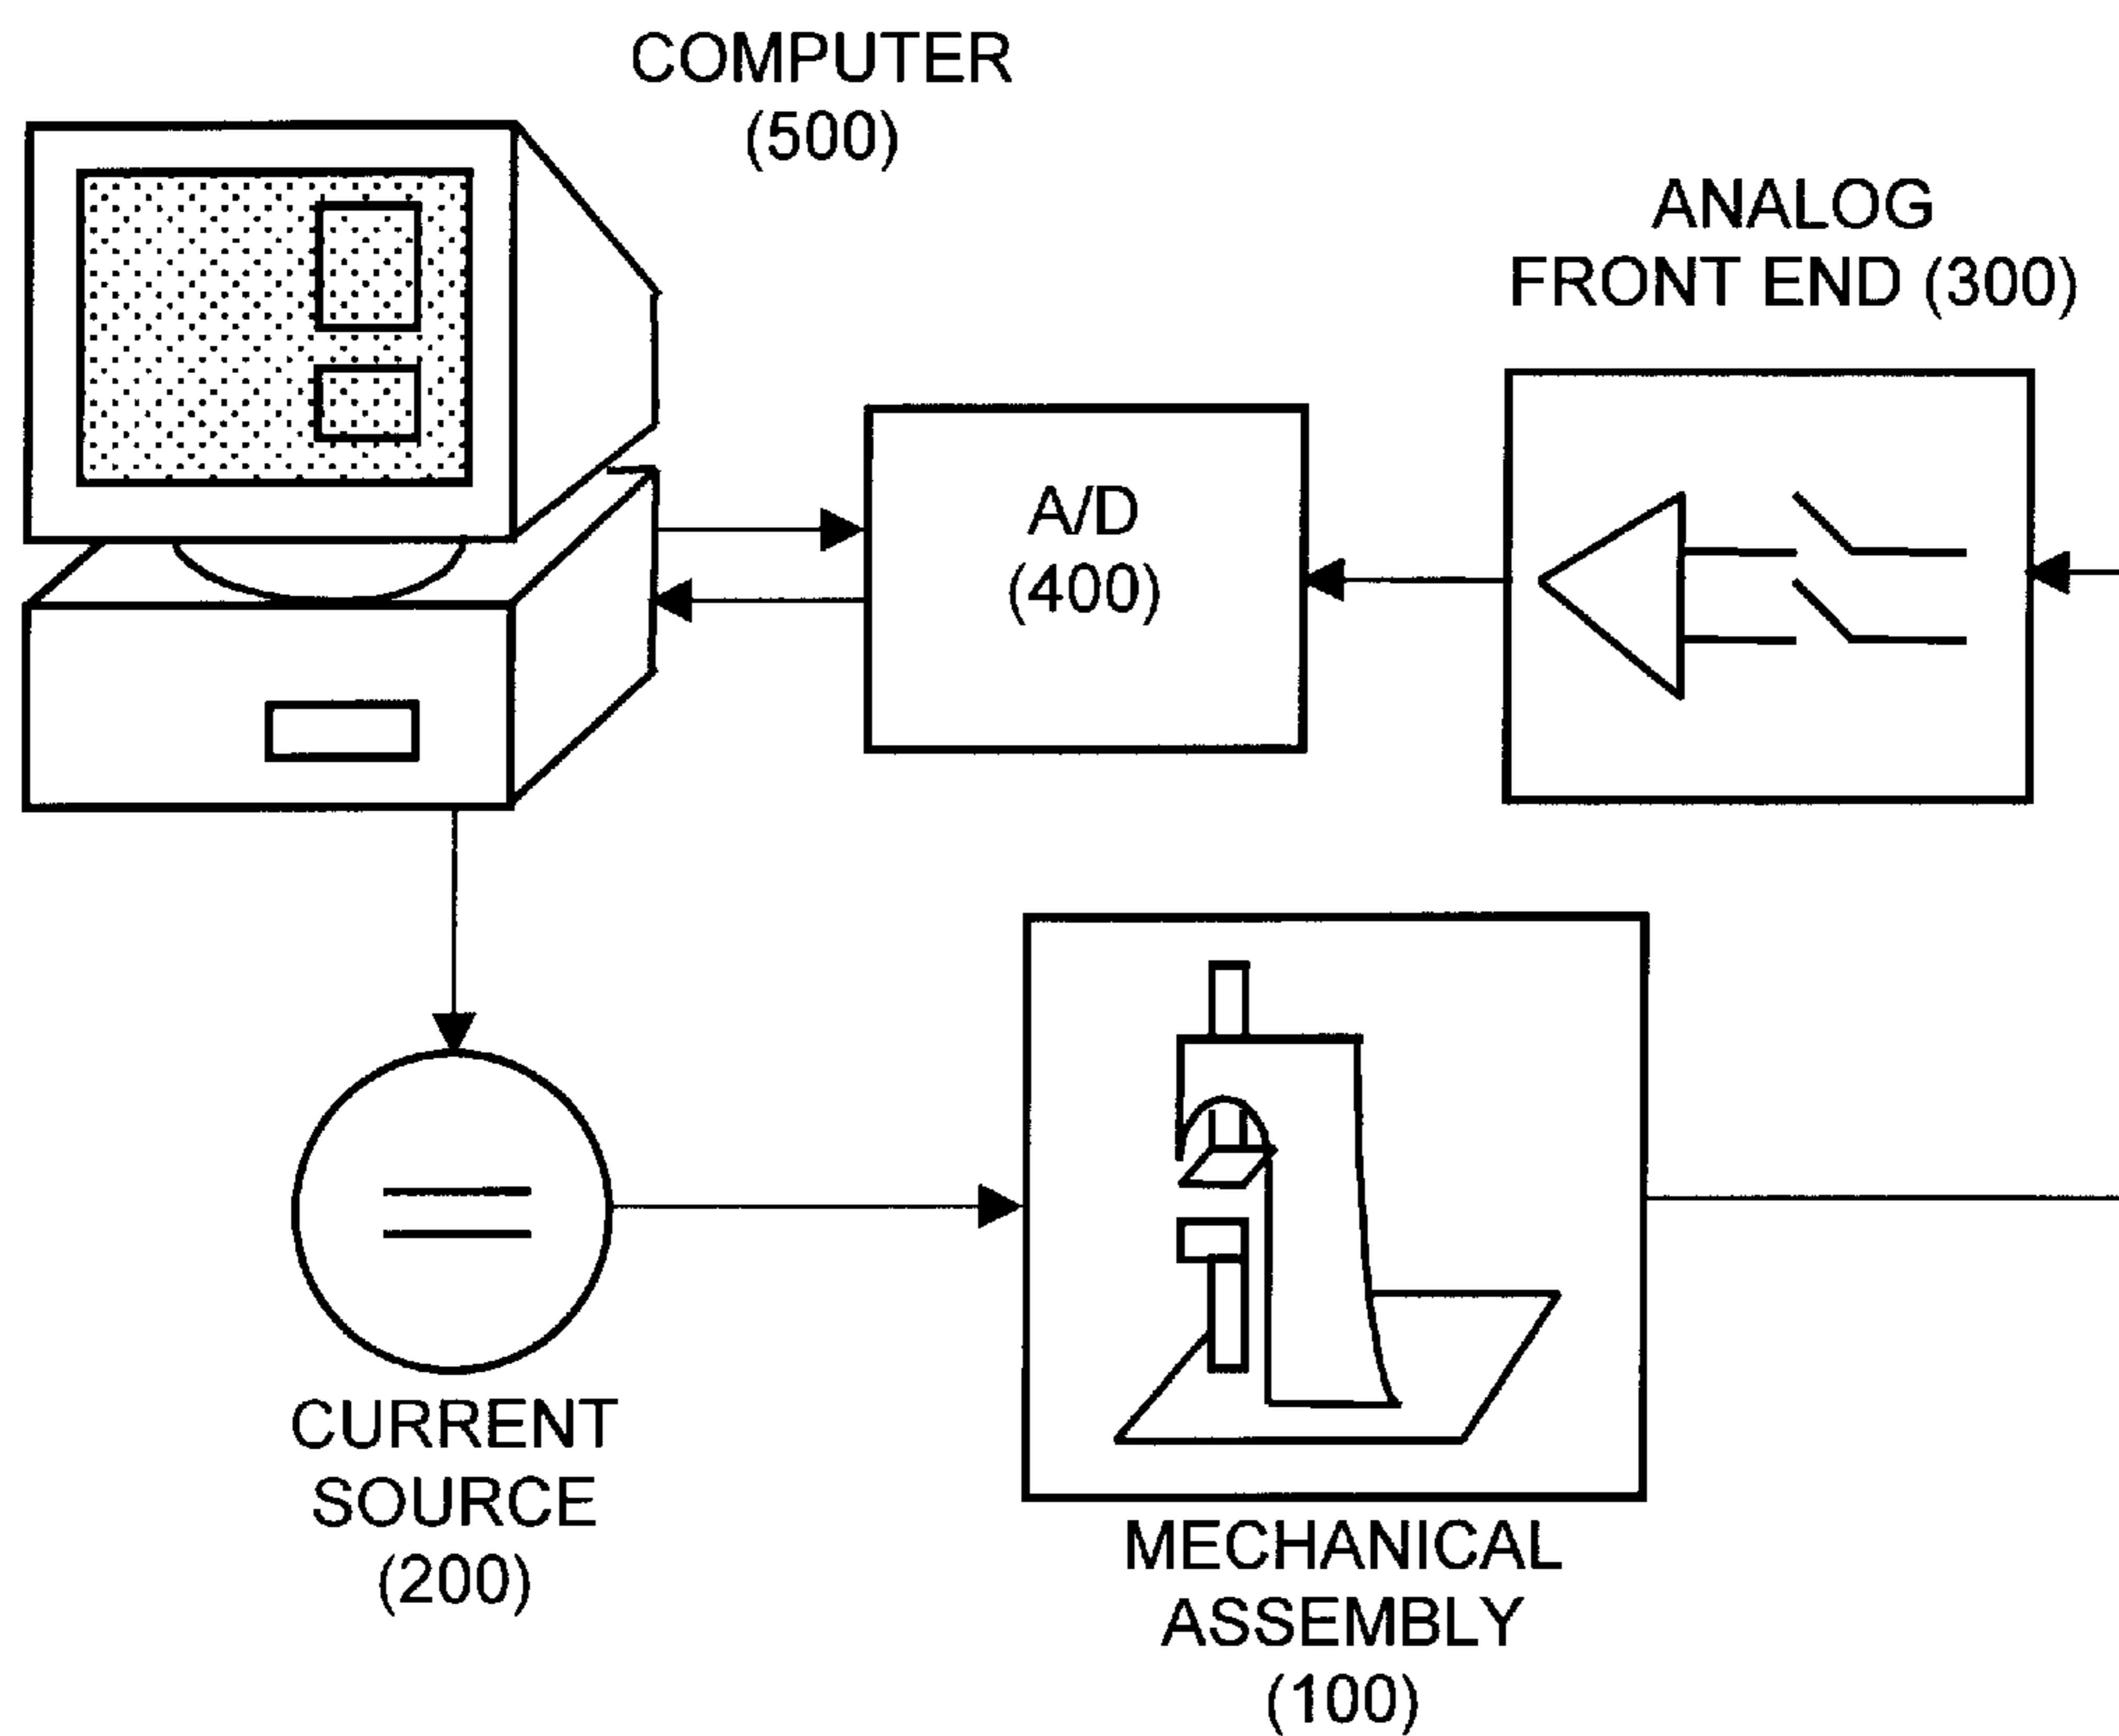 COMPUTER
(500)
ANALOG
FRONT END (300)
A/D
(400)
CURRENT
SOURCE
(200)
MECHANICAL
ASSEMBLY
(100)